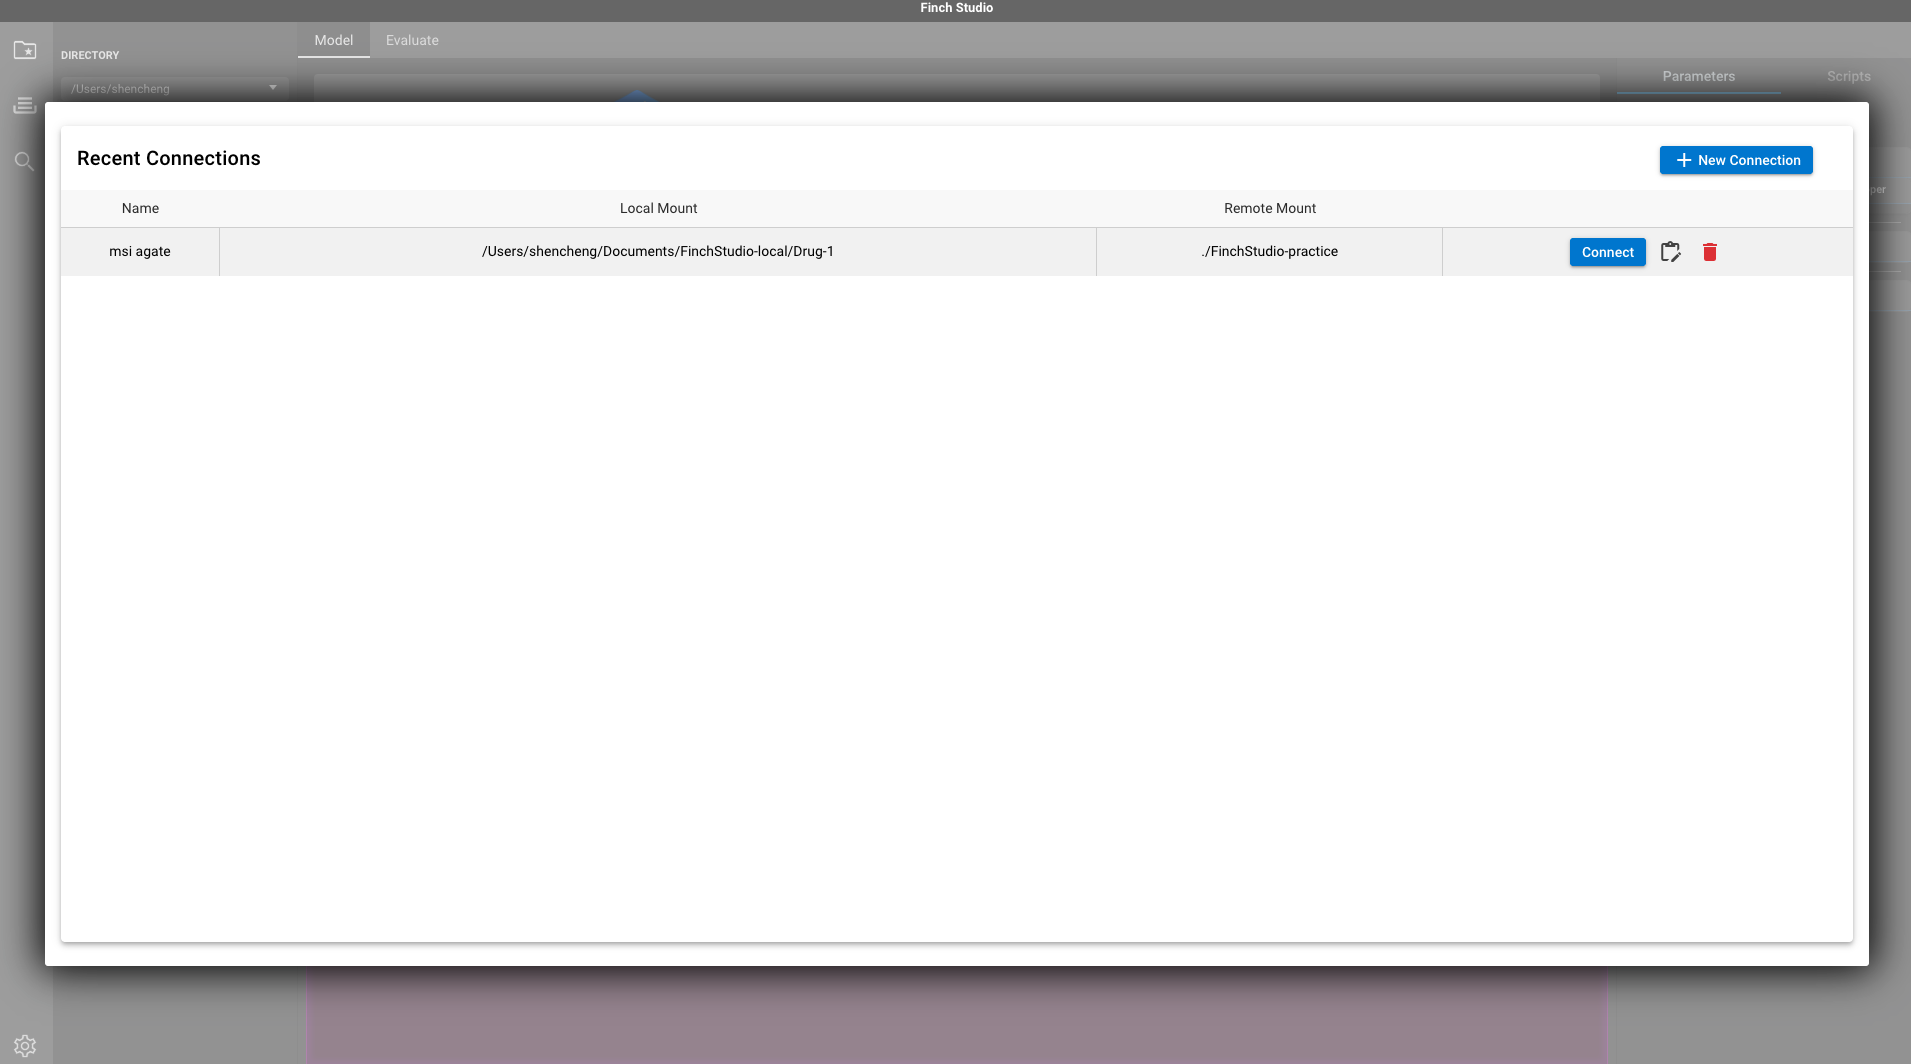 Finch Studio
Model Evaluate
DIRECTORY
/Users/shencheng
Parameters Scripts
Recent Connections
New Connection
Name Local Mount Remote Mount
msi agate /Users/shencheng/Documents/FinchStudio-local/Drug-1 ./FinchStudio-practice Connect
per